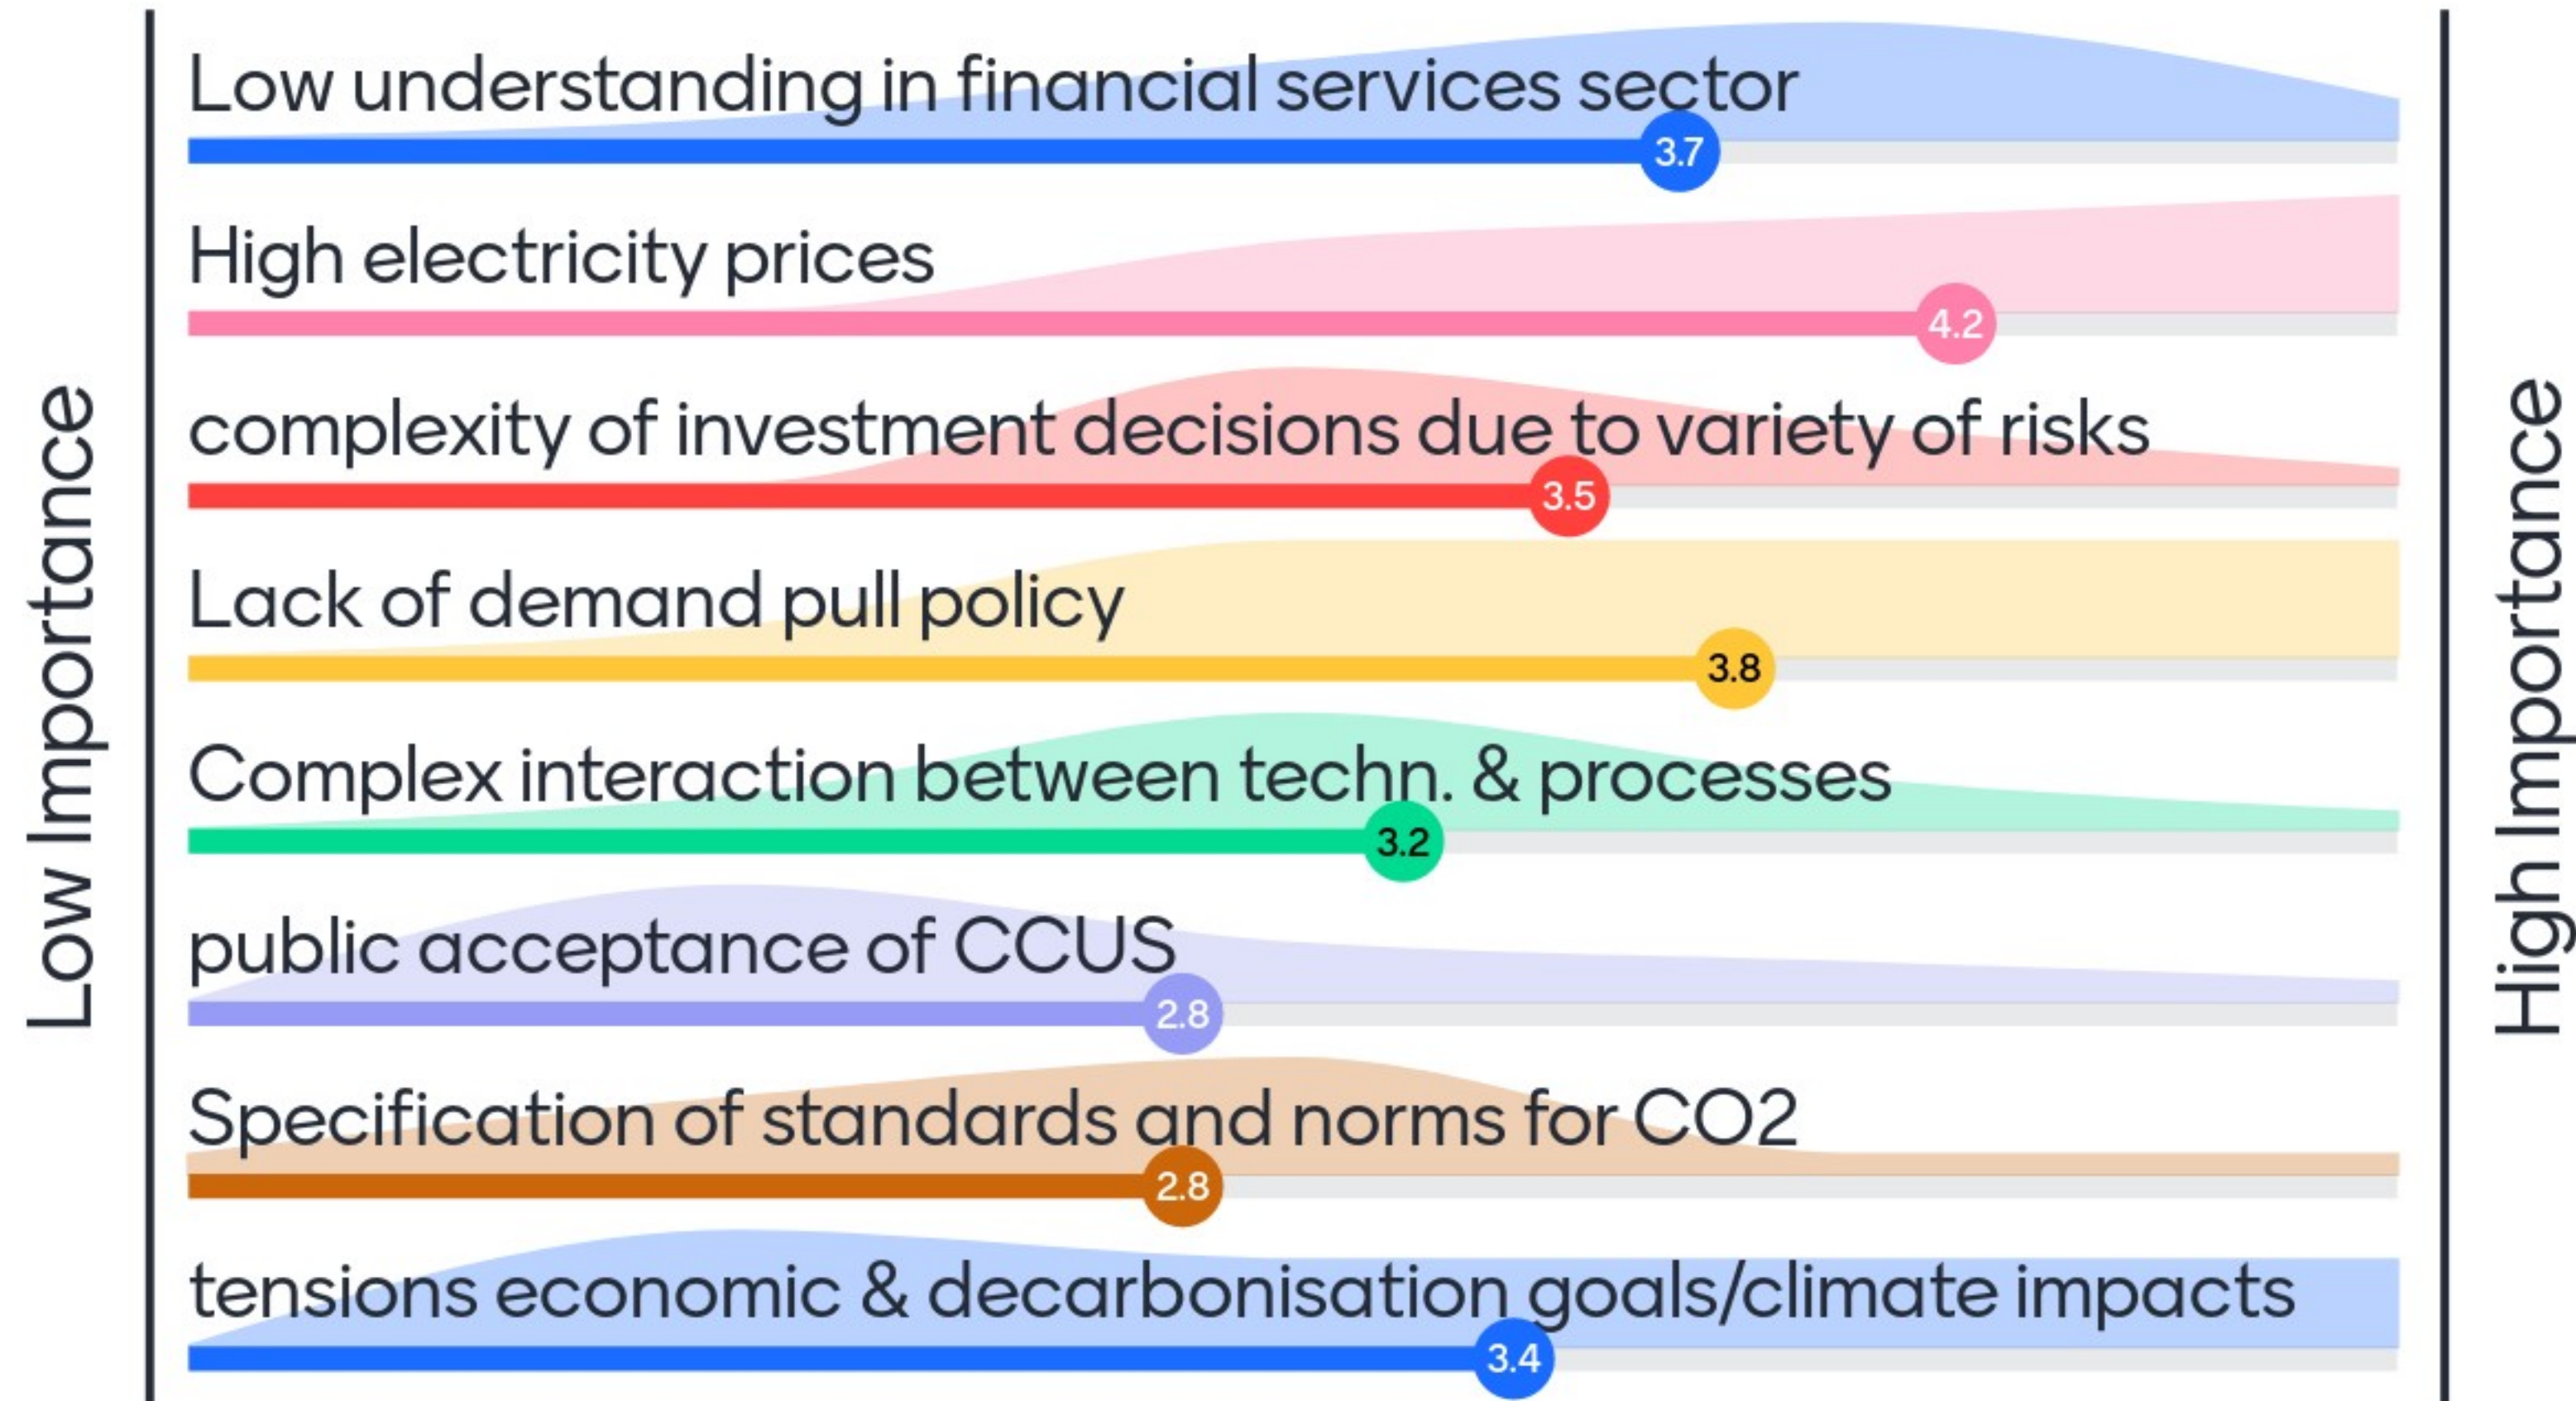 Low understanding in financial services sector
3.7
High electricity prices
4.2
complexity of investment decisions due to variety of risks
3.5
Lack of demand pull policy
3.8
Complex interaction between techn. & processes
3.2
public acceptance of CCUS
2.8
Specification of standards and norms for CO2
2.8
tensions economic & decarbonisation goals/climate impacts
3.4
Low Importance
High Importance